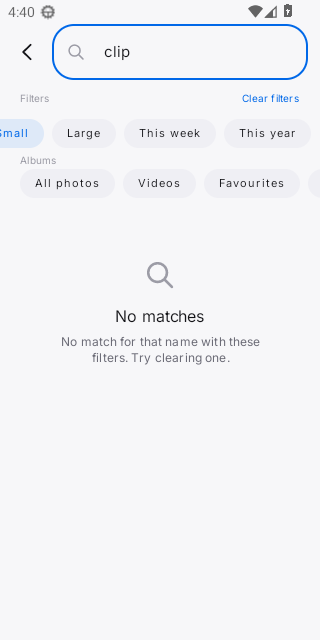 4:40
clip
Filters
Clear filters
Small
Large
This week
This year
Albums
All photos
Videos
Favourites
No matches
No match for that name with these
filters. Try clearing one.